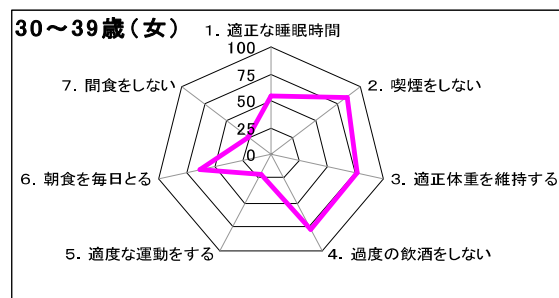 30～39歳（女）
1．適正な睡眠時間
100
75
50
25
0
2．喫煙をしない
3．適正体重を維持する
4．過度の飲酒をしない
5．適度な運動をする
6．朝食を毎日とる
7．間食をしない